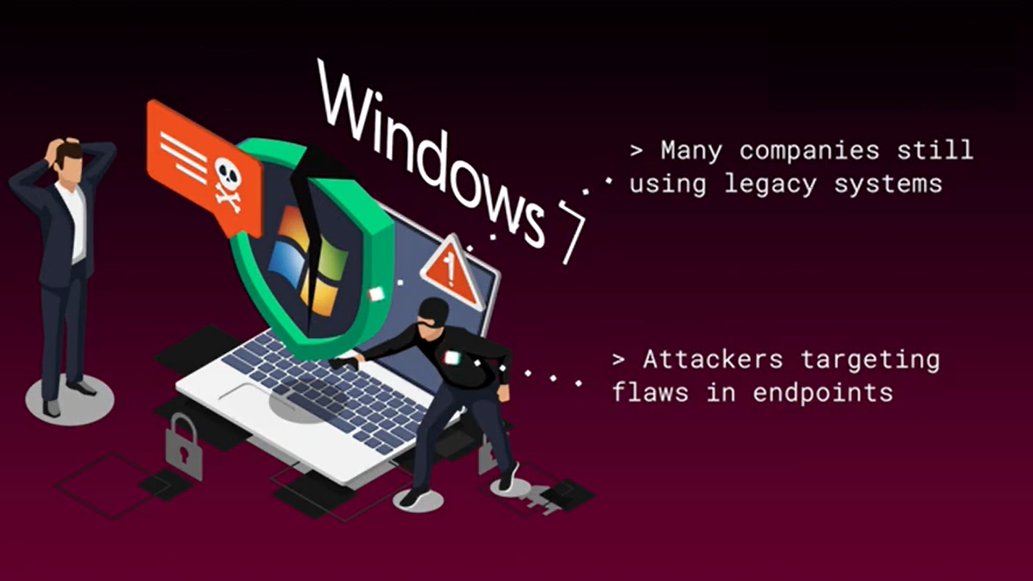 Windows 7
> Many companies still
using legacy systems
!
> Attackers targeting
flaws in endpoints